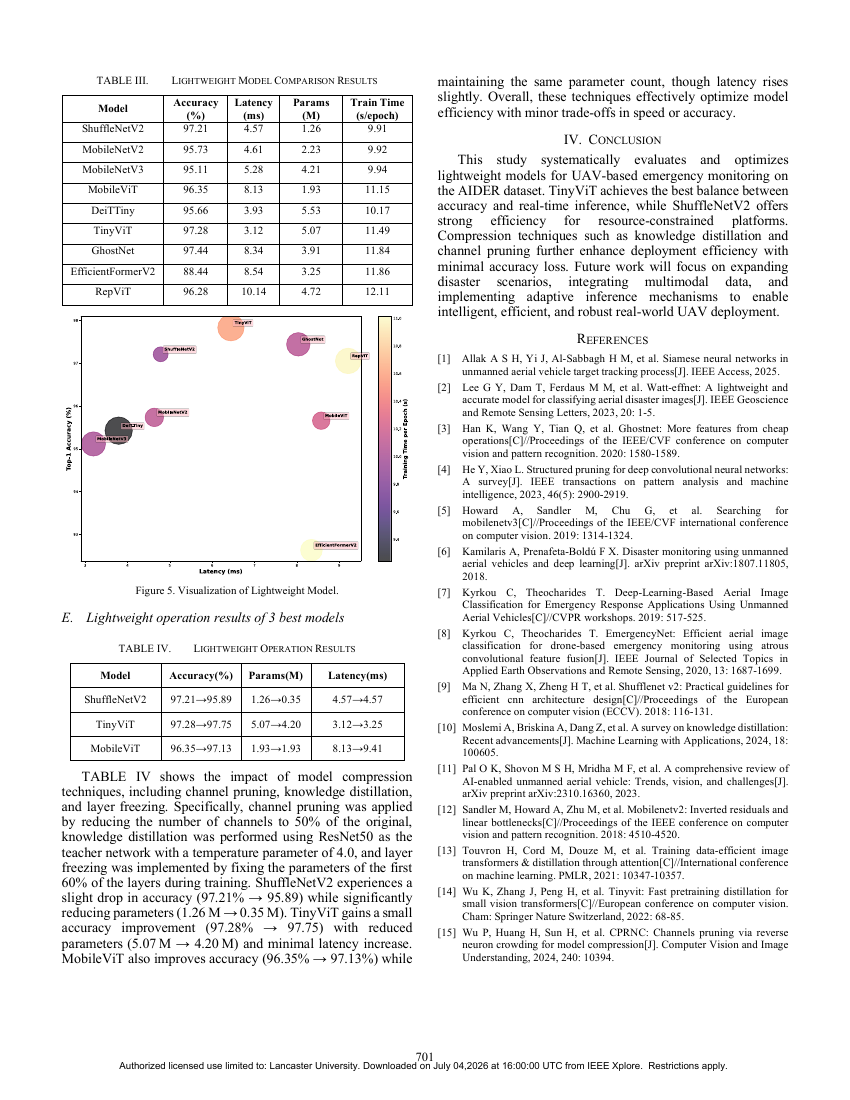 TABLE III. LIGHTWEIGHT MODEL COMPARISON RESULTS
Model Accuracy (%) Latency (ms) Params (M) Train Time (s/epoch)
ShuffleNetV2 97.21 4.57 1.26 9.91
MobileNetV2 95.73 4.61 2.23 9.92
MobileNetV3 95.11 5.28 4.21 9.94
MobileViT 96.35 8.13 1.93 11.15
DeiTTiny 95.66 3.93 5.53 10.17
TinyViT 97.28 3.12 5.07 11.49
GhostNet 97.44 8.34 3.91 11.84
EfficientFormerV2 88.44 8.54 3.25 11.86
RepViT 96.28 10.14 4.72 12.11
TinyViT
GhostNet
ShuffleNetV2
RepViT
MobileNetV2
MobileViT
DeiTTiny
MobileNetV3
EfficientFormerV2
Top-1 Accuracy (%)
Latency (ms)
Training Time per Epoch (s)
Figure 5. Visualization of Lightweight Model.
E. Lightweight operation results of 3 best models
TABLE IV. LIGHTWEIGHT OPERATION RESULTS
Model Accuracy(%) Params(M) Latency(ms)
ShuffleNetV2 97.21→95.89 1.26→0.35 4.57→4.57
TinyViT 97.28→97.75 5.07→4.20 3.12→3.25
MobileViT 96.35→97.13 1.93→1.93 8.13→9.41
TABLE IV shows the impact of model compression
techniques, including channel pruning, knowledge distillation,
and layer freezing. Specifically, channel pruning was applied
by reducing the number of channels to 50% of the original,
knowledge distillation was performed using ResNet50 as the
teacher network with a temperature parameter of 4.0, and layer
freezing was implemented by fixing the parameters of the first
60% of the layers during training. ShuffleNetV2 experiences a
slight drop in accuracy (97.21% → 95.89) while significantly
reducing parameters (1.26 M → 0.35 M). TinyViT gains a small
accuracy improvement (97.28% → 97.75) with reduced
parameters (5.07 M → 4.20 M) and minimal latency increase.
MobileViT also improves accuracy (96.35% → 97.13%) while
maintaining the same parameter count, though latency rises
slightly. Overall, these techniques effectively optimize model
efficiency with minor trade-offs in speed or accuracy.
IV. CONCLUSION
This study systematically evaluates and optimizes
lightweight models for UAV-based emergency monitoring on
the AIDER dataset. TinyViT achieves the best balance between
accuracy and real-time inference, while ShuffleNetV2 offers
strong efficiency for resource-constrained platforms.
Compression techniques such as knowledge distillation and
channel pruning further enhance deployment efficiency with
minimal accuracy loss. Future work will focus on expanding
disaster scenarios, integrating multimodal data, and
implementing adaptive inference mechanisms to enable
intelligent, efficient, and robust real-world UAV deployment.
REFERENCES
[1] Allak A S H, Yi J, Al-Sabbagh H M, et al. Siamese neural networks in
unmanned aerial vehicle target tracking process[J]. IEEE Access, 2025.
[2] Lee G Y, Dam T, Ferdaus M M, et al. Watt-effnet: A lightweight and
accurate model for classifying aerial disaster images[J]. IEEE Geoscience
and Remote Sensing Letters, 2023, 20: 1-5.
[3] Han K, Wang Y, Tian Q, et al. Ghostnet: More features from cheap
operations[C]//Proceedings of the IEEE/CVF conference on computer
vision and pattern recognition. 2020: 1580-1589.
[4] He Y, Xiao L. Structured pruning for deep convolutional neural networks:
A survey[J]. IEEE transactions on pattern analysis and machine
intelligence, 2023, 46(5): 2900-2919.
[5] Howard A, Sandler M, Chu G, et al. Searching for
mobilenetv3[C]//Proceedings of the IEEE/CVF international conference
on computer vision. 2019: 1314-1324.
[6] Kamilaris A, Prenafeta-Boldú F X. Disaster monitoring using unmanned
aerial vehicles and deep learning[J]. arXiv preprint arXiv:1807.11805,
2018.
[7] Kyrkou C, Theocharides T. Deep-Learning-Based Aerial Image
Classification for Emergency Response Applications Using Unmanned
Aerial Vehicles[C]//CVPR workshops. 2019: 517-525.
[8] Kyrkou C, Theocharides T. EmergencyNet: Efficient aerial image
classification for drone-based emergency monitoring using atrous
convolutional feature fusion[J]. IEEE Journal of Selected Topics in
Applied Earth Observations and Remote Sensing, 2020, 13: 1687-1699.
[9] Ma N, Zhang X, Zheng H T, et al. Shufflenet v2: Practical guidelines for
efficient cnn architecture design[C]//Proceedings of the European
conference on computer vision (ECCV). 2018: 116-131.
[10] Moslemi A, Briskina A, Dang Z, et al. A survey on knowledge distillation:
Recent advancements[J]. Machine Learning with Applications, 2024, 18:
100605.
[11] Pal O K, Shovon M S H, Mridha M F, et al. A comprehensive review of
AI-enabled unmanned aerial vehicle: Trends, vision, and challenges[J].
arXiv preprint arXiv:2310.16360, 2023.
[12] Sandler M, Howard A, Zhu M, et al. Mobilenetv2: Inverted residuals and
linear bottlenecks[C]//Proceedings of the IEEE conference on computer
vision and pattern recognition. 2018: 4510-4520.
[13] Touvron H, Cord M, Douze M, et al. Training data-efficient image
transformers & distillation through attention[C]//International conference
on machine learning. PMLR, 2021: 10347-10357.
[14] Wu K, Zhang J, Peng H, et al. Tinyvit: Fast pretraining distillation for
small vision transformers[C]//European conference on computer vision.
Cham: Springer Nature Switzerland, 2022: 68-85.
[15] Wu P, Huang H, Sun H, et al. CPRNC: Channels pruning via reverse
neuron crowding for model compression[J]. Computer Vision and Image
Understanding, 2024, 240: 10394.
701
Authorized licensed use limited to: Lancaster University. Downloaded on July 04,2026 at 16:00:00 UTC from IEEE Xplore. Restrictions apply.